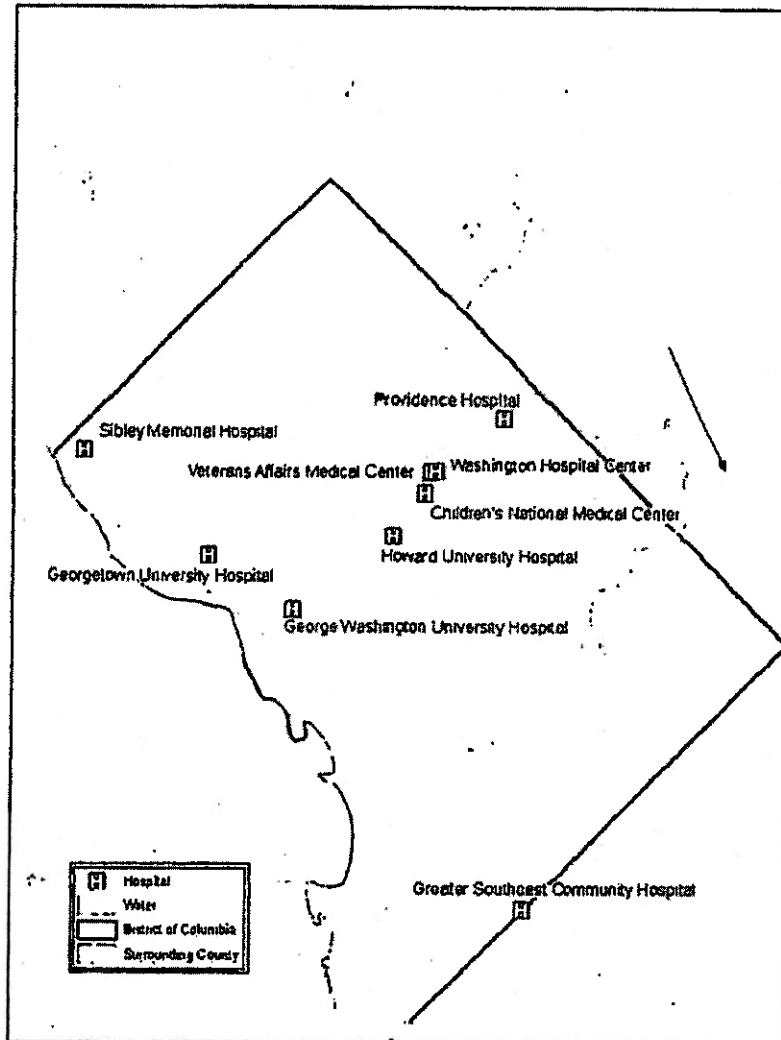 Providence Hospital
Sibley Memorial Hospital
Veterans Affairs Medical Center
Washington Hospital Center
Children's National Medical Center
Howard University Hospital
Georgetown University Hospital
George Washington University Hospital
Greater Southeast Community Hospital
Hospital
Water
District of Columbia
Surrounding County